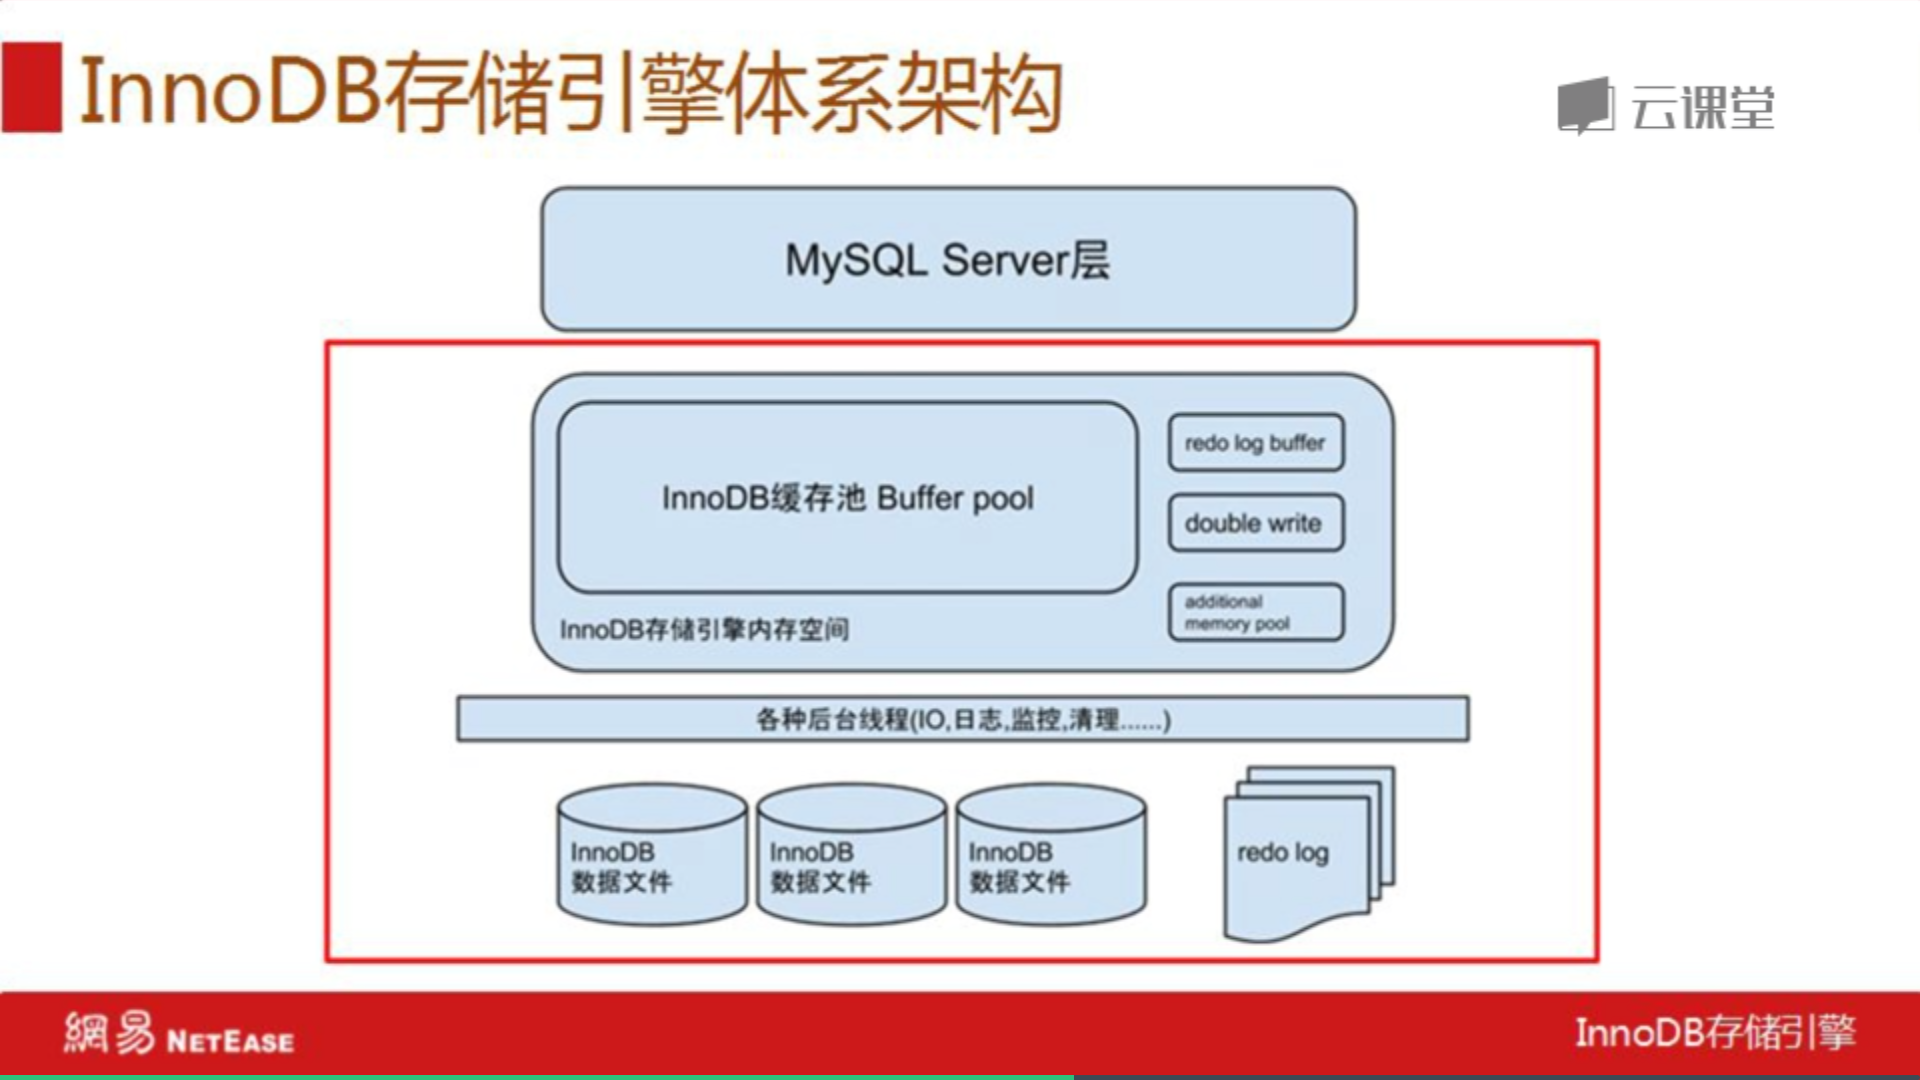 InnoDB存储引擎体系架构
云课堂
MySQL Server层
InnoDB缓存池 Buffer pool
redo log buffer
double write
additional
memory pool
InnoDB存储引擎内存空间
各种后台线程(IO,日志,监控,清理......)
InnoDB
数据文件
InnoDB
数据文件
InnoDB
数据文件
redo log
網易 NETEASE
InnoDB存储引擎